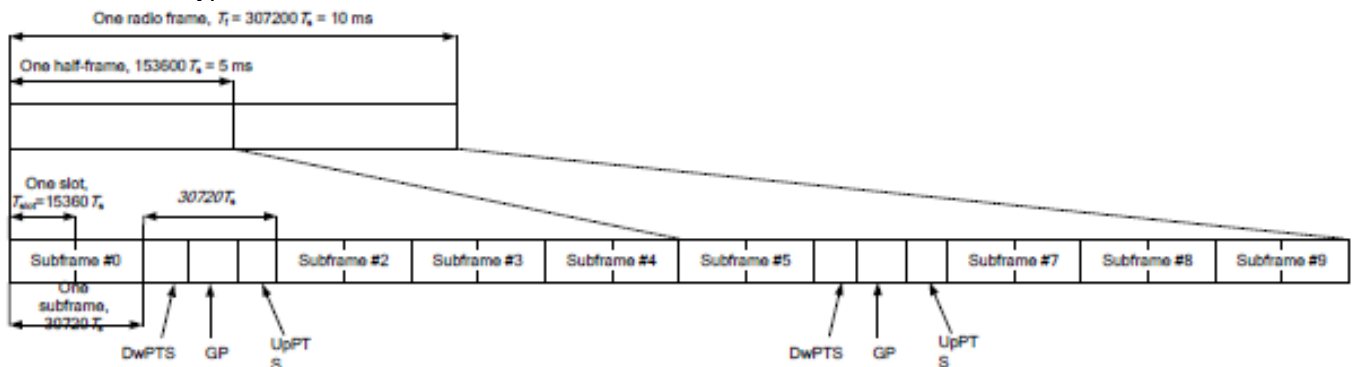 One radio frame, Tf = 307200 Ts = 10 ms
One half-frame, 153600 Ts = 5 ms
One slot,
Tslot=15360 Ts
30720Ts
Subframe #0
Subframe #2
Subframe #3
Subframe #4
Subframe #5
Subframe #7
Subframe #8
Subframe #9
One
subframe,
30720 Ts
DwPTS
GP
UpPT
S
DwPTS
GP
UpPT
S